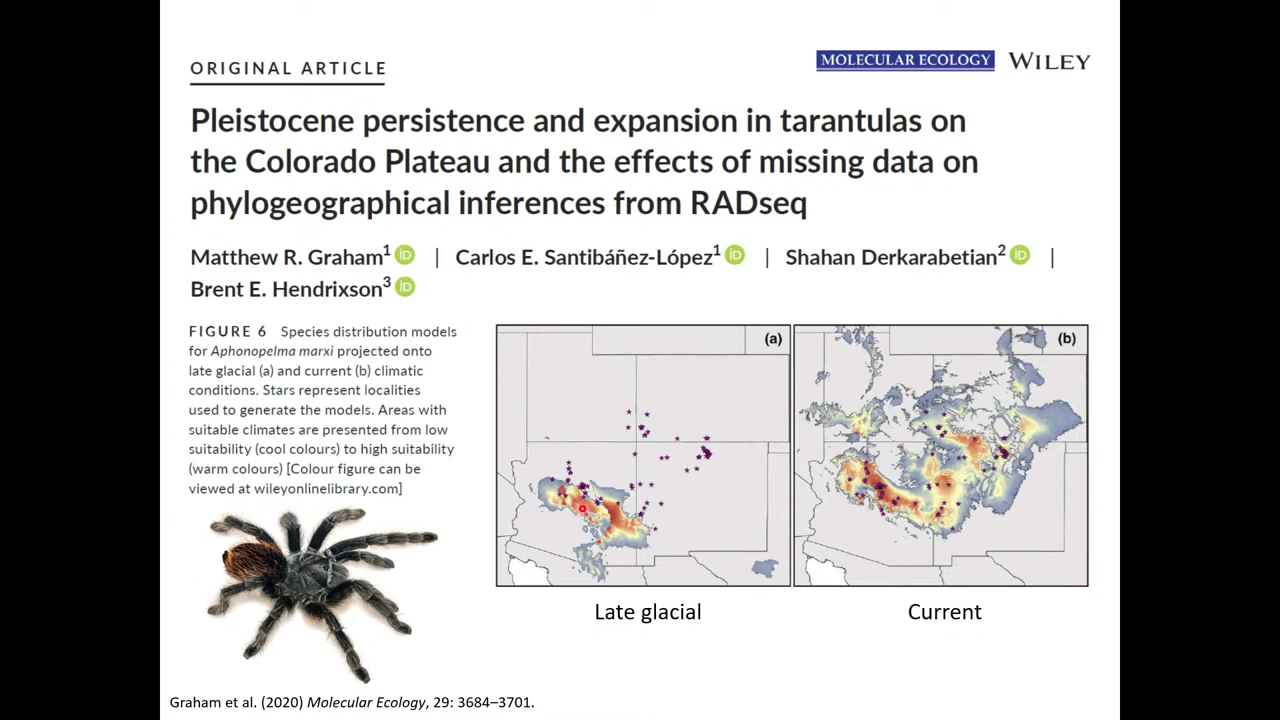 ORIGINAL ARTICLE
MOLECULAR ECOLOGY WILEY
Pleistocene persistence and expansion in tarantulas on
the Colorado Plateau and the effects of missing data on
phylogeographical inferences from RADseq
Matthew R. Graham1 iD | Carlos E. Santibáñez-López1 iD | Shahan Derkarabetian2 iD |
Brent E. Hendrixson3 iD
FIGURE 6 Species distribution models
for Aphonopelma marxi projected onto
late glacial (a) and current (b) climatic
conditions. Stars represent localities
used to generate the models. Areas with
suitable climates are presented from low
suitability (cool colours) to high suitability
(warm colours) [Colour figure can be
viewed at wileyonlinelibrary.com]
(a)
(b)
Late glacial
Current
Graham et al. (2020) Molecular Ecology, 29: 3684–3701.